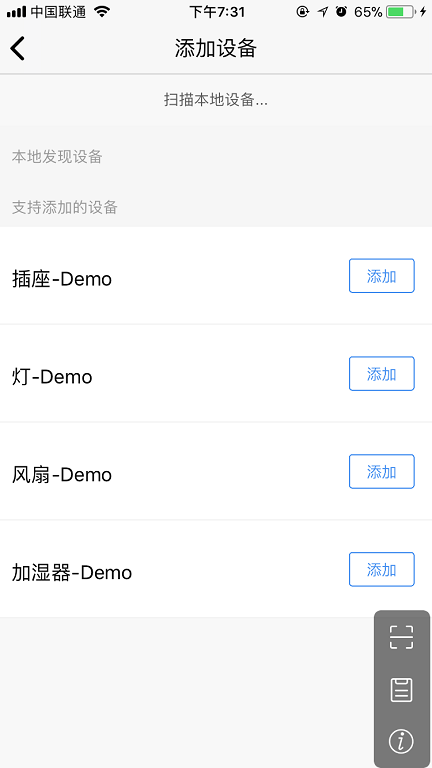 中国联通 下午7:31 65%
添加设备
扫描本地设备...
本地发现设备
支持添加的设备
插座-Demo 添加
灯-Demo 添加
风扇-Demo 添加
加湿器-Demo 添加